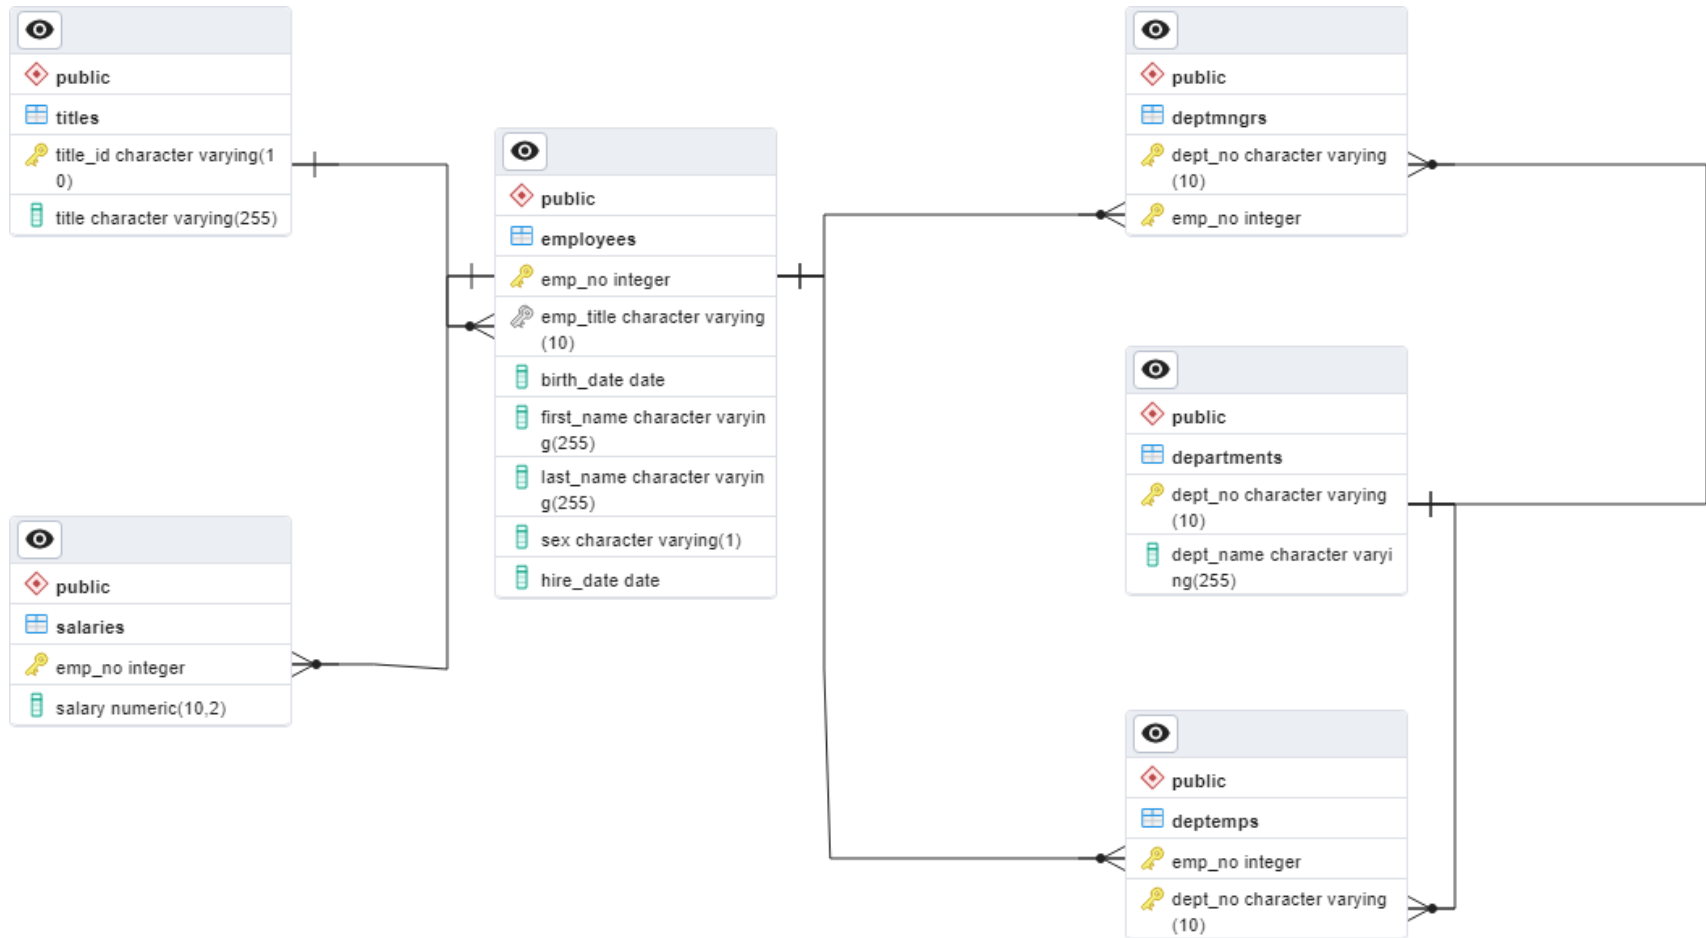 public
titles
title_id character varying(1
0)
title character varying(255)
public
salaries
emp_no integer
salary numeric(10,2)
public
employees
emp_no integer
emp_title character varying
(10)
birth_date date
first_name character varyin
g(255)
last_name character varyin
g(255)
sex character varying(1)
hire_date date
public
deptmngrs
dept_no character varying
(10)
emp_no integer
public
departments
dept_no character varying
(10)
dept_name character varyi
ng(255)
public
deptemps
emp_no integer
dept_no character varying
(10)